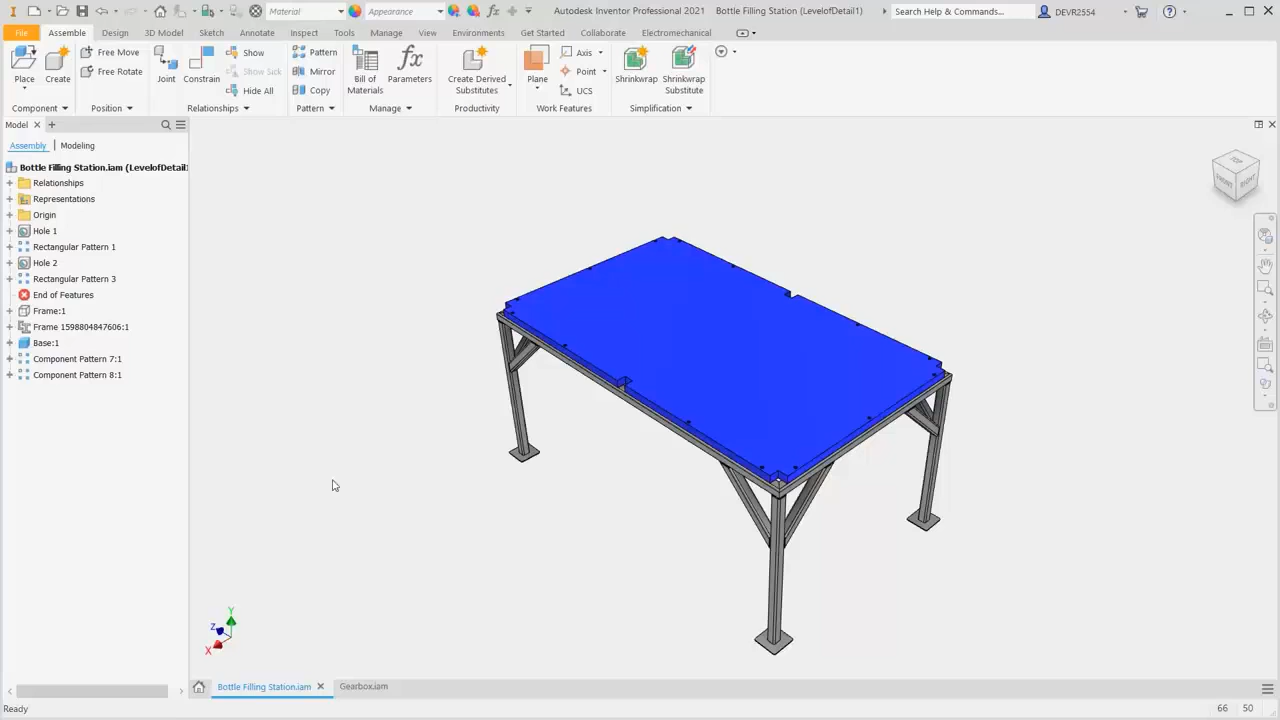 Material
Appearance
Autodesk Inventor Professional 2021 Bottle Filling Station (LevelofDetail1)
Search Help & Commands...
DEV92554
File Assembly Design 3D Model Sketch Annotate Inspect Tools Manage View Environments Get Started Collaborate Electromechanical
Place
Create
Free Move
Free Rotate
Component
Position
Joint
Constrain
Show
Show Sick
Hide All
Relationships
Pattern
Mirror
Copy
Pattern
Bill of
Materials
Parameters
Manage
Create Derived
Substitutes
Productivity
Plane
Axis
Point
UCS
Work Features
Shrinkwrap
Shrinkwrap
Substitute
Simplification
Model
Assembly | Modeling
Bottle Filling Station.iam (LevelofDetail
Relationships
Representations
Origin
Hole 1
Rectangular Pattern 1
Hole 2
Rectangular Pattern 3
End of Features
Frame:1
Frame 1598804847606:1
Base:1
Component Pattern 7:1
Component Pattern 8:1
TOP
FRONT
RIGHT
Y
Z
X
Bottle Filling Station.iam
Gearbox.iam
Ready
66 50